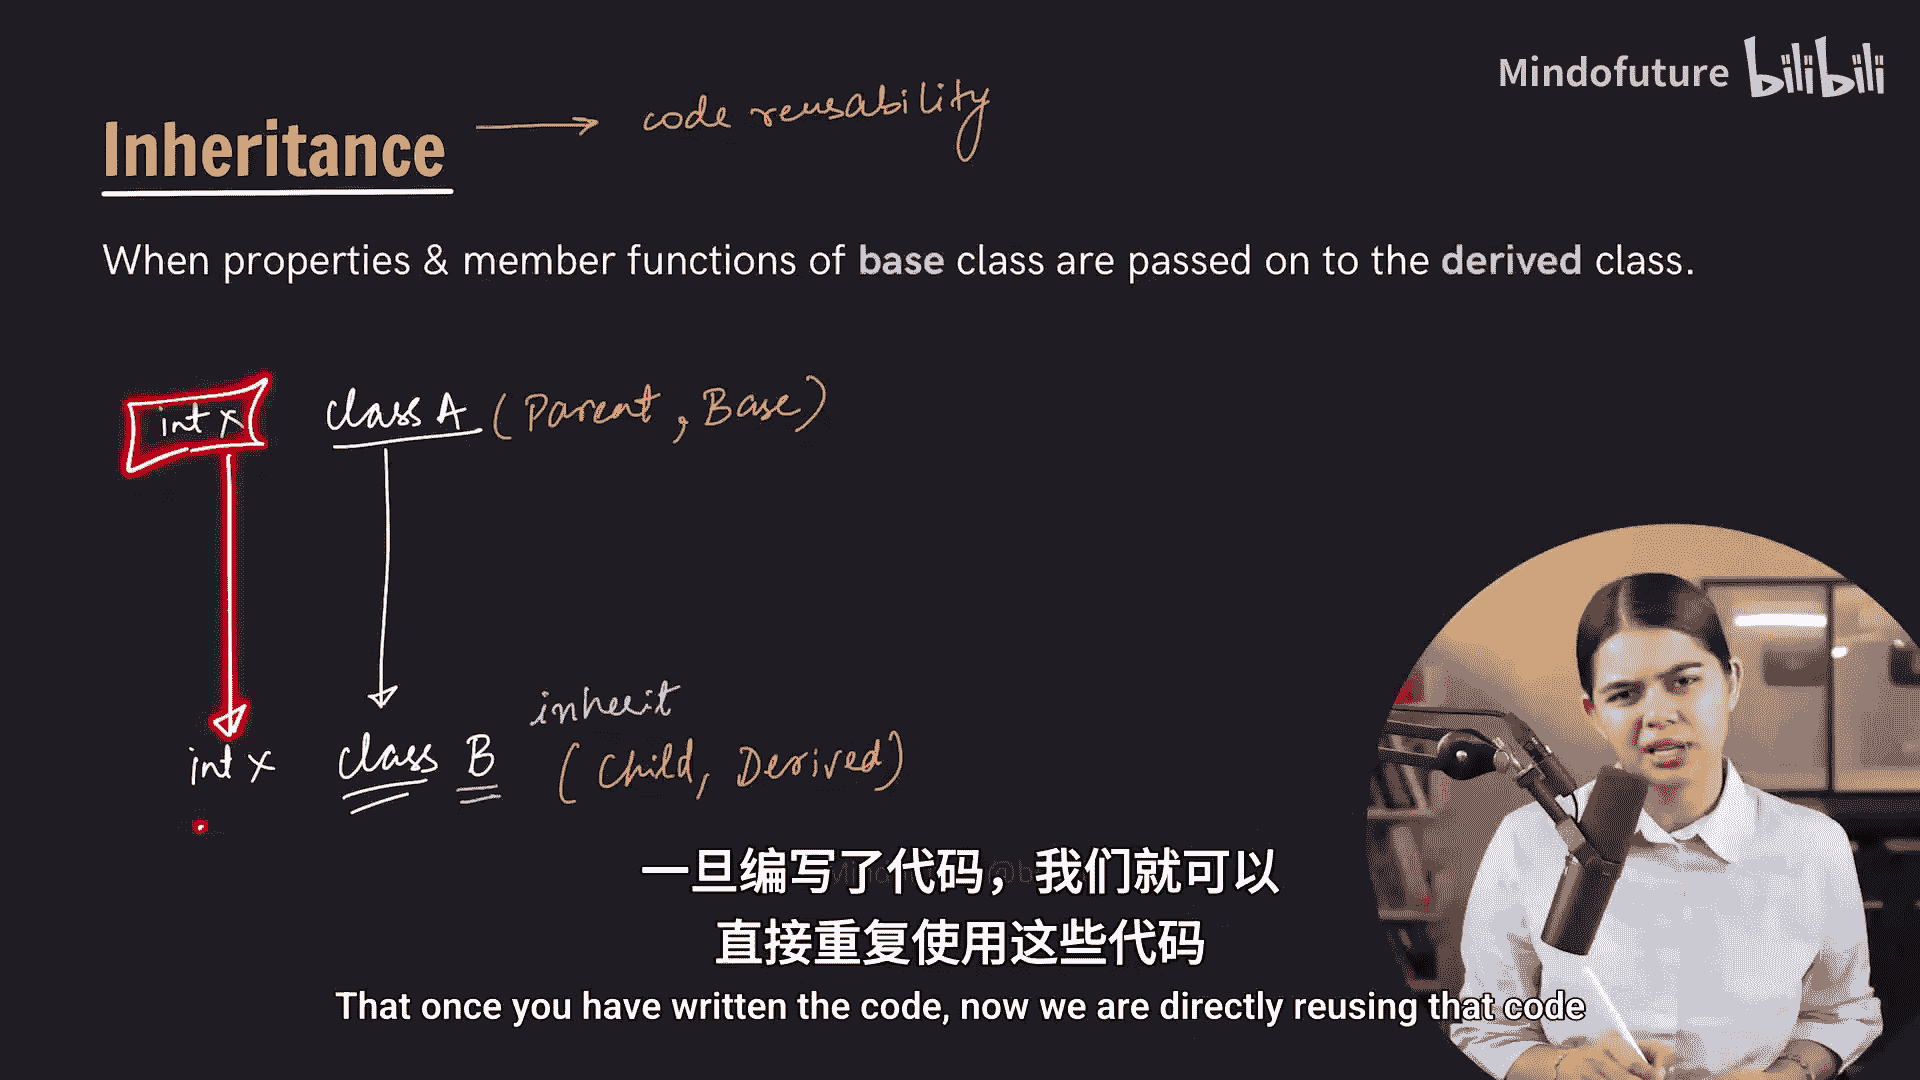 Mindofuture bilibili
Inheritance → code reusability
When properties & member functions of base class are passed on to the derived class.
int x class A (Parent, Base)
inherit
int x class B (Child, Derived)
一旦编写了代码，我们就可以
直接重复使用这些代码
That once you have written the code, now we are directly reusing that code